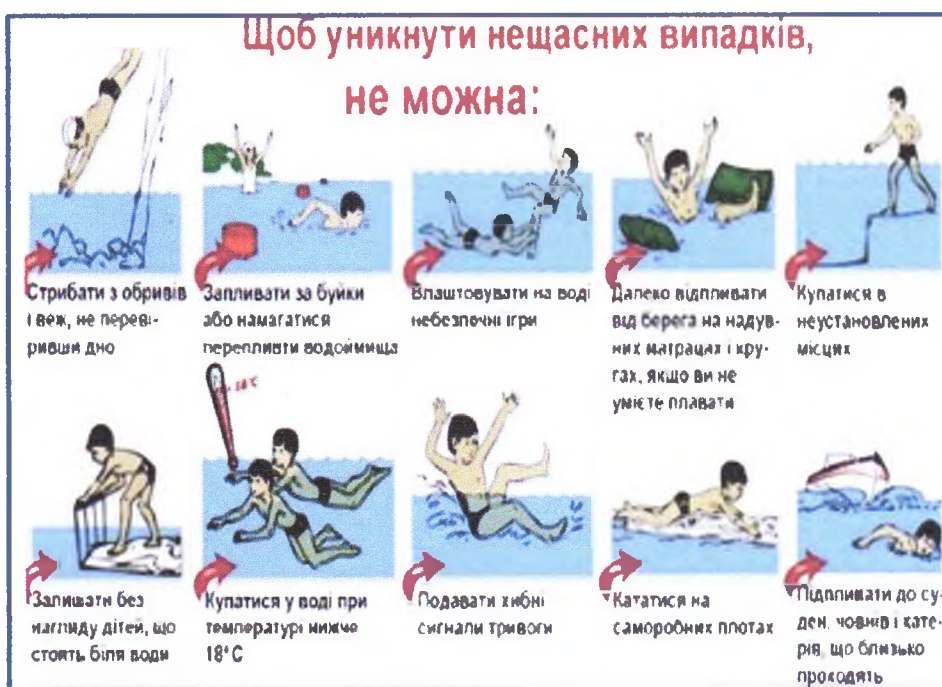 Щоб уникнути нещасних випадків,
не можна:
Стрибати з обривів
і веж, не переві-
ривши дно
Запливати за буйки
або намагатися
перепливти водоймища
Влаштовувати на воді
небезпечні ігри
Далеко відпливати
від берега на надув-
них матрацах і кру-
гах, якщо ви не
умієте плавати
Купатися в
неустановлених
місцях
18°C
Залишати без
нагляду дітей, що
стоять біля води
Купатися у воді при
температурі нижче
18°С
Подавати хибні
сигнали тривоги
Кататися на
саморобних плотах
Підпливати до су-
ден, човнів і кате-
рів, що близько
проходять